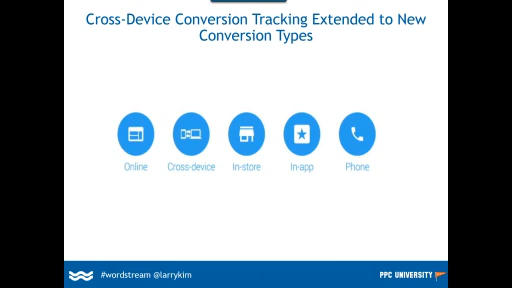 Cross-Device Conversion Tracking Extended to New
Conversion Types
Online
Cross-device
In-store
In-app
Phone
#wordstream @larrykim
PPC UNIVERSITY